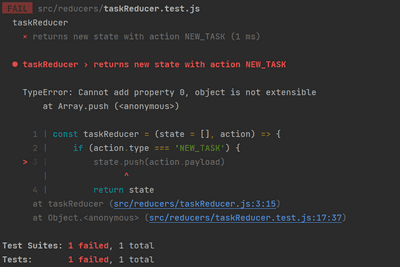 FAIL src/reducers/taskReducer.test.js
taskReducer
× returns new state with action NEW_TASK (1 ms)
● taskReducer › returns new state with action NEW_TASK
TypeError: Cannot add property 0, object is not extensible
at Array.push (<anonymous>)
1 | const taskReducer = (state = [], action) => {
2 | if (action.type === 'NEW_TASK') {
> 3 | state.push(action.payload)
| ^
4 | return state
at taskReducer (src/reducers/taskReducer.js:3:15)
at Object.<anonymous> (src/reducers/taskReducer.test.js:17:37)
Test Suites: 1 failed, 1 total
Tests: 1 failed, 1 total